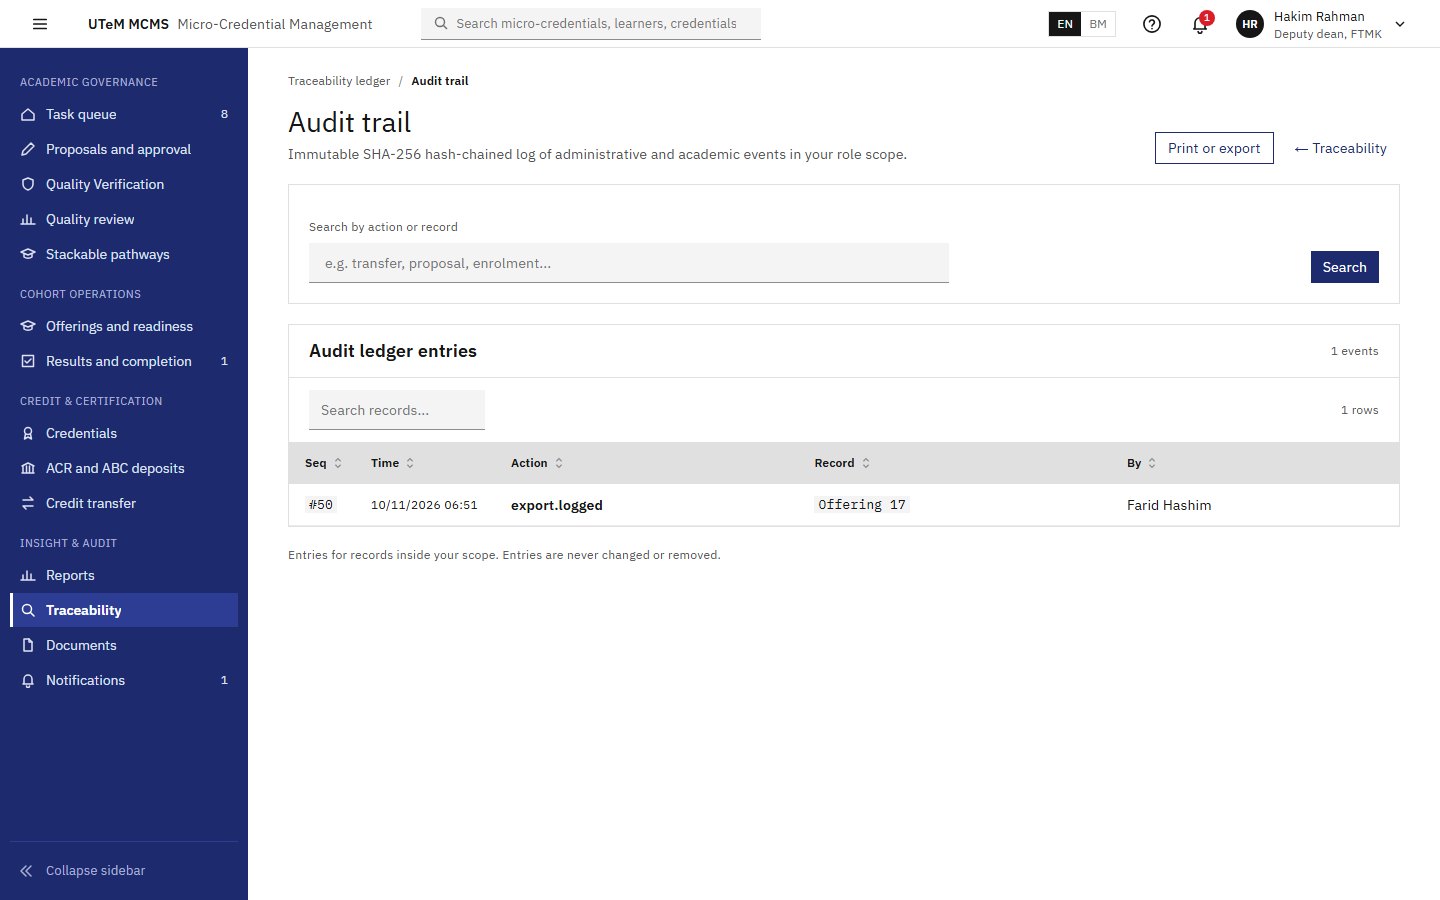 UTeM MCMS Micro-Credential Management
Search micro-credentials, learners, credentials
EN BM
1
HR
Hakim Rahman
Deputy dean, FTMK
ACADEMIC GOVERNANCE
Task queue 8
Proposals and approval
Quality Verification
Quality review
Stackable pathways
COHORT OPERATIONS
Offerings and readiness
Results and completion 1
CREDIT & CERTIFICATION
Credentials
ACR and ABC deposits
Credit transfer
INSIGHT & AUDIT
Reports
Traceability
Documents
Notifications 1
Collapse sidebar
Traceability ledger / Audit trail
Audit trail
Immutable SHA-256 hash-chained log of administrative and academic events in your role scope.
Print or export
← Traceability
Search by action or record
e.g. transfer, proposal, enrolment...
Search
Audit ledger entries
1 events
Search records...
1 rows
Seq Time Action Record By
#50 10/11/2026 06:51 export.logged Offering 17 Farid Hashim
Entries for records inside your scope. Entries are never changed or removed.